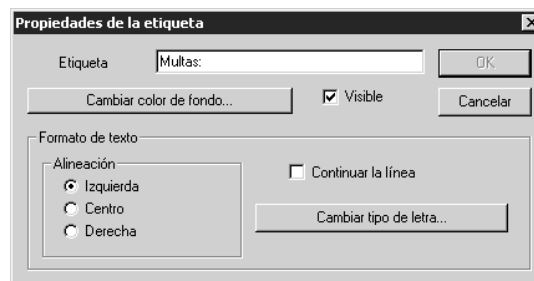 Propiedades de la etiqueta
Etiqueta Multas: OK
Cambiar color de fondo... Visible Cancelar
Formato de texto
Alineación
Izquierda
Centro
Derecha
Continuar la línea
Cambiar tipo de letra...